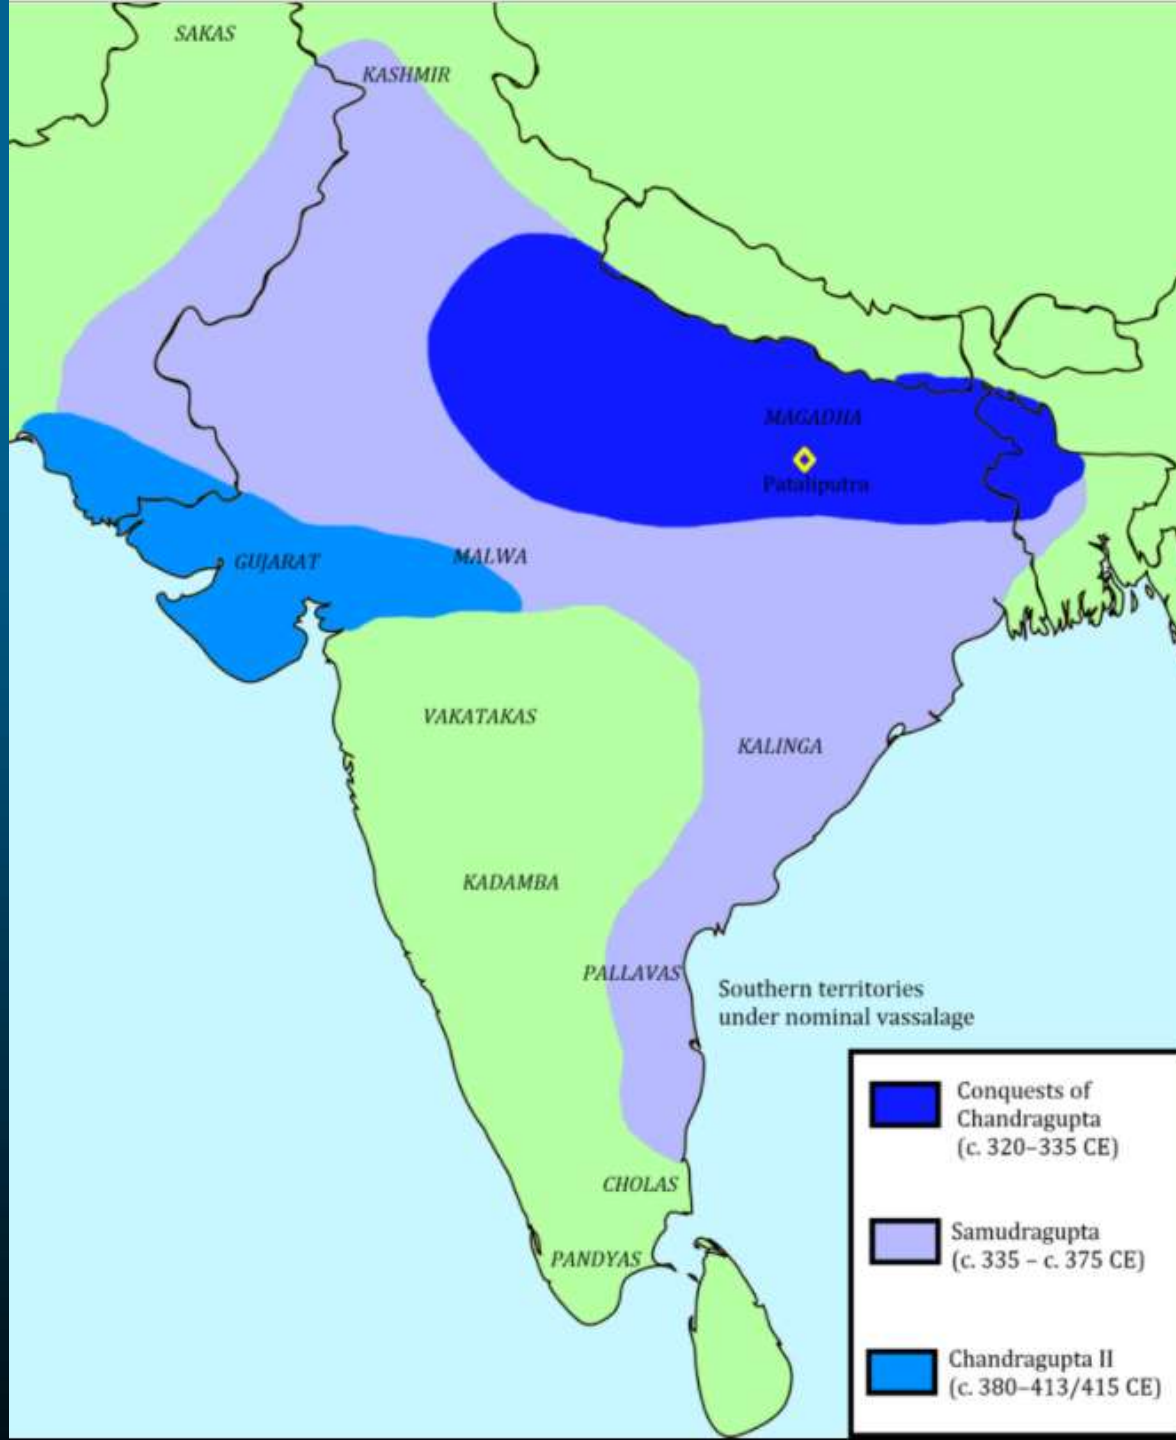 SAKAS
KASHMIR
MAGADHA
Pataliputra
GUJARAT
MALWA
VAKATAKAS
KALINGA
KADAMBA
PALLAVAS
Southern territories
under nominal vassalage
CHOLAS
PANDYAS
Conquests of
Chandragupta
(c. 320–335 CE)
Samudragupta
(c. 335 – c. 375 CE)
Chandragupta II
(c. 380–413/415 CE)